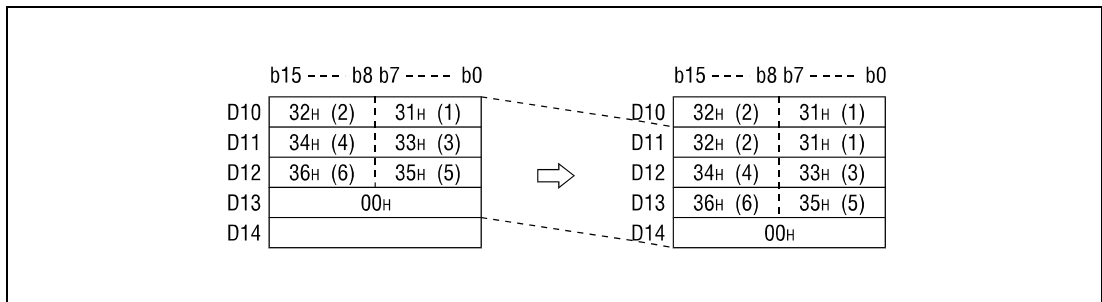 b15 ---- b8 b7 ----- b0
D10 32H (2) 31H (1)
D11 34H (4) 33H (3)
D12 36H (6) 35H (5)
D13 00H
D14
b15 ---- b8 b7 ----- b0
D10 32H (2) 31H (1)
D11 32H (2) 31H (1)
D12 34H (4) 33H (3)
D13 36H (6) 35H (5)
D14 00H